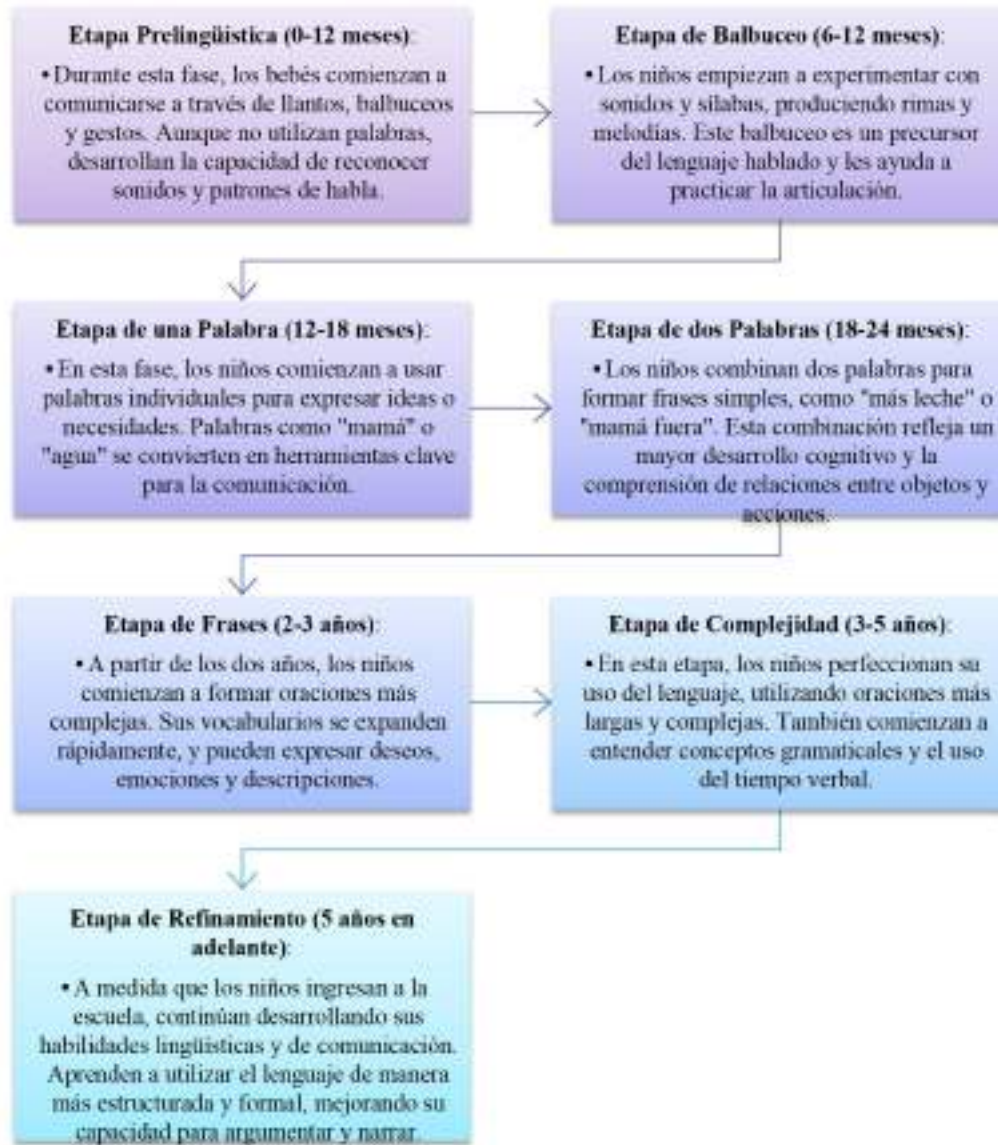 Etapa Prelingüística (0-12 meses):
• Durante esta fase, los bebés comienzan a
comunicarse a través de llantos, balbuceos
y gestos. Aunque no utilizan palabras,
desarrollan la capacidad de reconocer
sonidos y patrones de habla.
Etapa de Balbuceo (6-12 meses):
• Los niños empiezan a experimentar con
sonidos y sílabas, produciendo rimas y
melodías. Este balbuceo es un precursor
del lenguaje hablado y les ayuda a
practicar la articulación.
Etapa de una Palabra (12-18 meses):
• En esta fase, los niños comienzan a usar
palabras individuales para expresar ideas o
necesidades. Palabras como "mamá" o
"agua" se convierten en herramientas clave
para la comunicación.
Etapa de dos Palabras (18-24 meses):
• Los niños combinan dos palabras para
formar frases simples, como "más leche" o
"mamá fuera". Esta combinación refleja un
mayor desarrollo cognitivo y la
comprensión de relaciones entre objetos y
acciones.
Etapa de Frases (2-3 años):
• A partir de los dos años, los niños
comienzan a formar oraciones más
complejas. Sus vocabularios se expanden
rápidamente, y pueden expresar deseos,
emociones y descripciones.
Etapa de Complejidad (3-5 años):
• En esta etapa, los niños perfeccionan su
uso del lenguaje, utilizando oraciones más
largas y complejas. También comienzan a
entender conceptos gramaticales y el uso
del tiempo verbal.
Etapa de Refinamiento (5 años en
adelante):
• A medida que los niños ingresan a la
escuela, continúan desarrollando sus
habilidades lingüísticas y de comunicación.
Aprenden a utilizar el lenguaje de manera
más estructurada y formal, mejorando su
capacidad para argumentar y narrar.